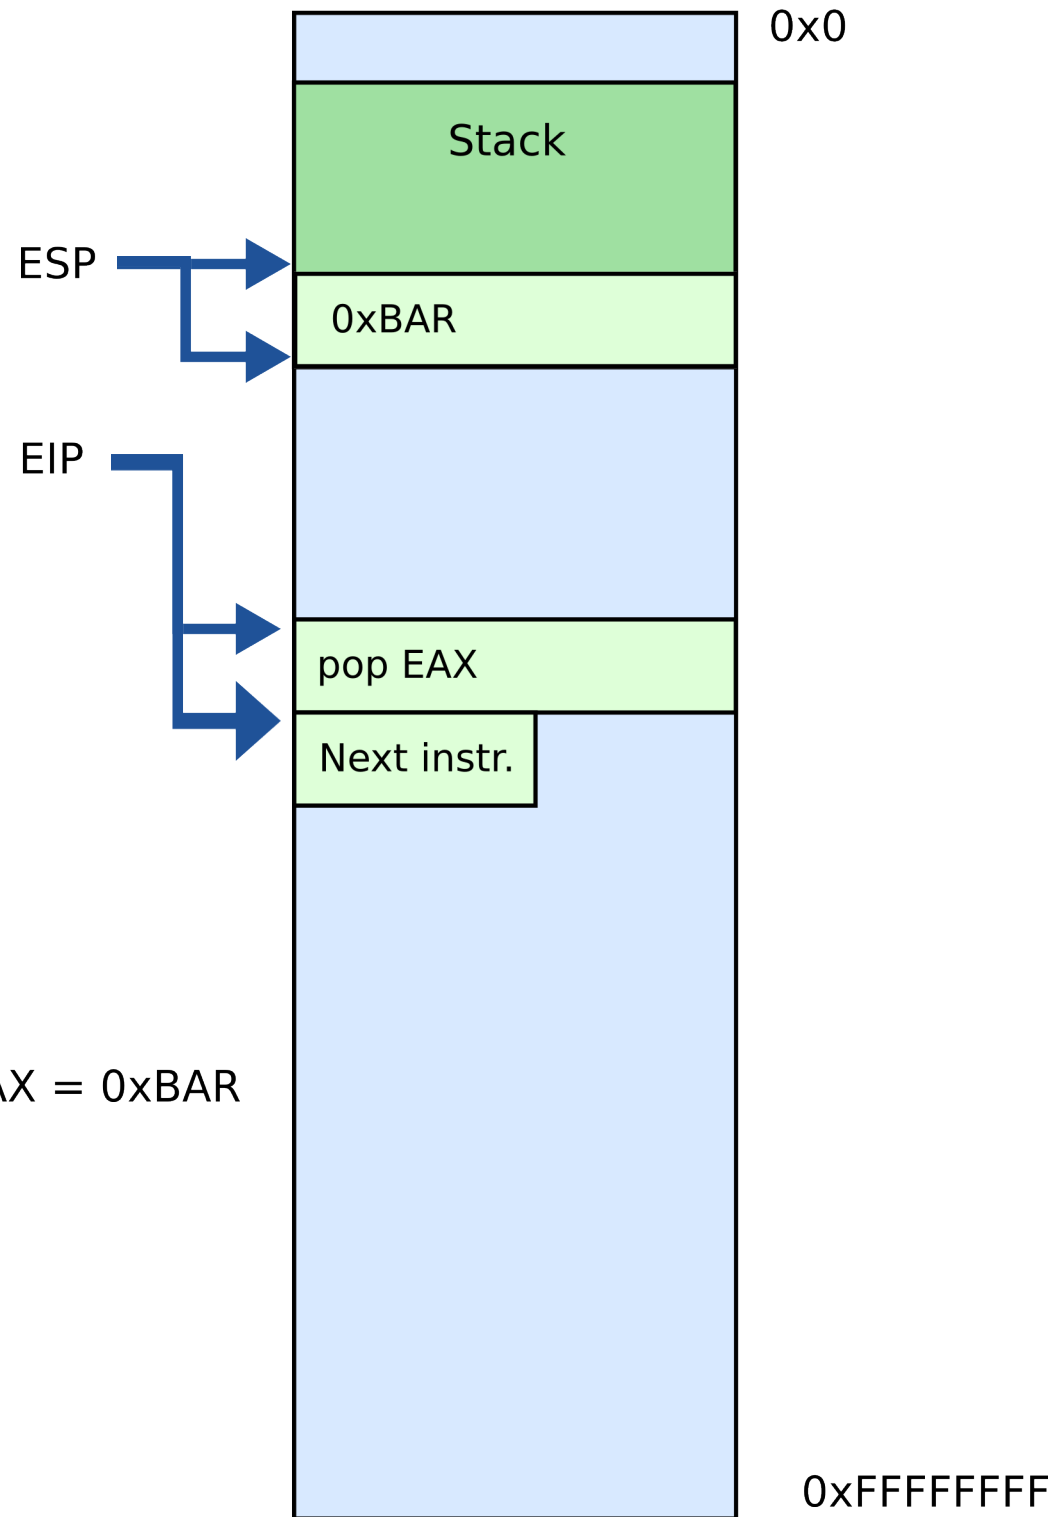 0x0
Stack
ESP
0xBAR
EIP
pop EAX
Next instr.
= 0xBAR
0xFFFFFFFF